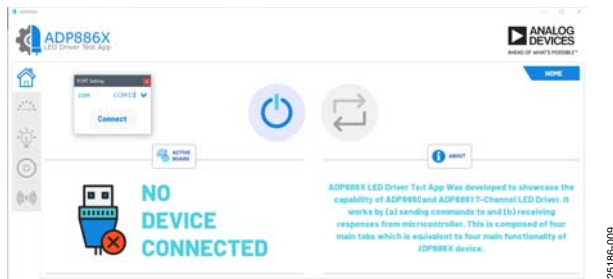 ADP886X
LED Driver Test App
ANALOG
DEVICES
AHEAD OF WHAT'S POSSIBLE™
HOME
PORT Setting
COM
Connect
ACTIVE
BOARD
ABOUT
NO
DEVICE
CONNECTED
ADP886X LED Driver Test App Was developed to showcase the
capability of ADP8860and ADP88617-Channel LED Driver. It
works by (a) sending commands to and (b) receiving
responses from microcontroller. This is composed of four
main tabs which is equivalent to four main functionality of
ADP886X device.